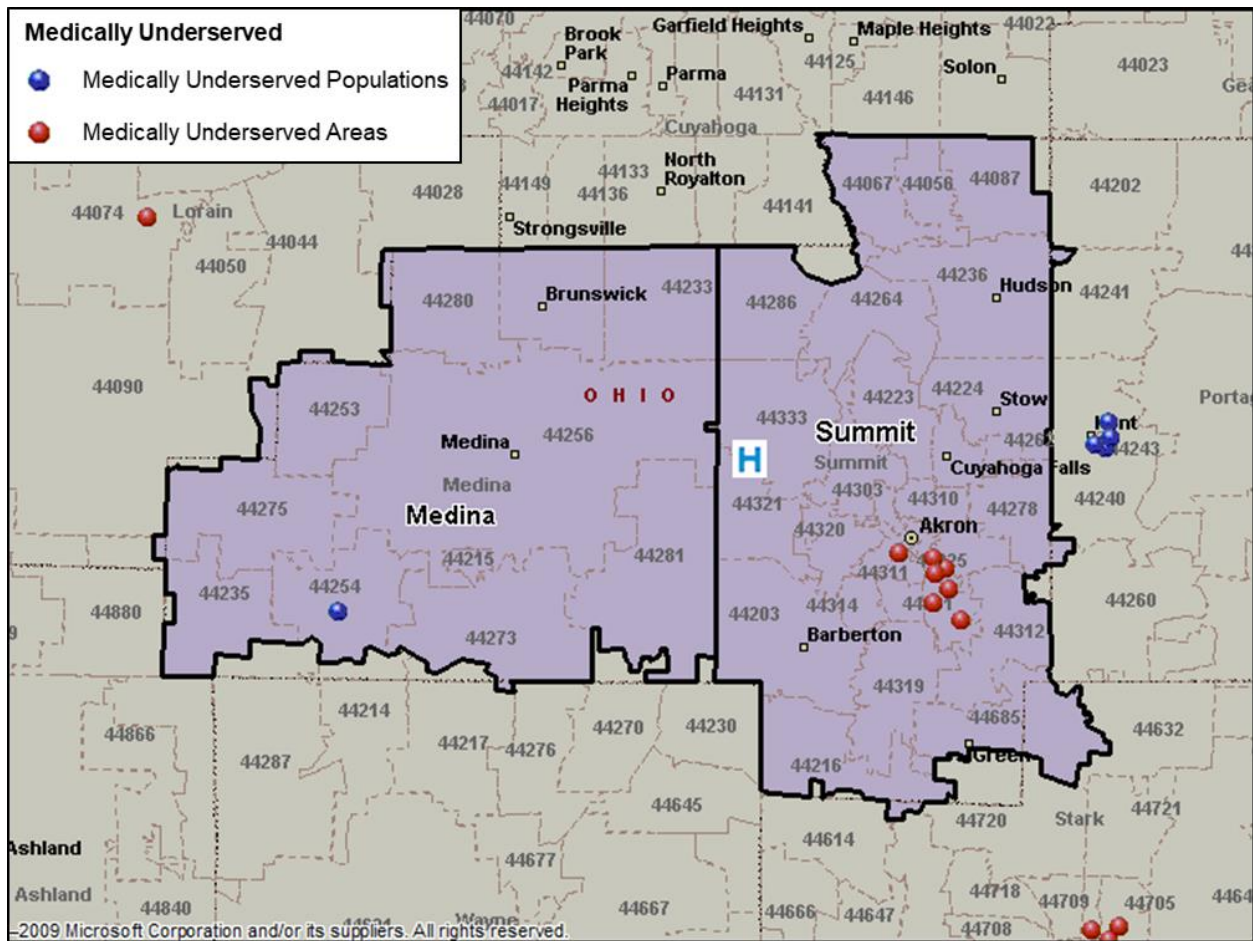 Medically Underserved
Medically Underserved Populations
Medically Underserved Areas
44070
Garfield Heights
Maple Heights
44022
Brook
Park
44142
Parma
Parma
Heights
44125
Solon
44023
44017
44131
44146
Cuyahoga
44133
North
Royalton
44028
44149
44136
44141
44067
44056
44087
44202
44074
Lorain
Strongsville
44044
44050
44280
Brunswick
44233
44286
44264
44236
Hudson
44241
44090
44253
O H I O
44256
44333
44223
44224
Stow
Summit
Summit
Medina
Medina
Medina
H
Cuyahoga Falls
44243
44240
44275
44321
44303
44310
44278
44320
Akron
44215
44281
44311
44235
44254
44203
44314
44312
44260
44880
44273
Barberton
44319
44685
44214
44217
44276
44270
44230
44632
44866
44287
44216
Green
44645
44720
Stark
44721
44614
Ashland
Ashland
44677
44718
44709
44705
44840
Wayne
44667
44666
44647
44708
2009 Microsoft Corporation and/or its suppliers. All rights reserved.